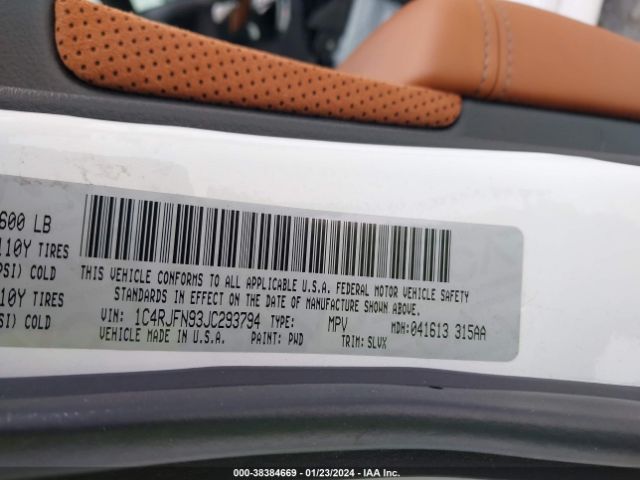 600 LB
110Y TIRES
PSI) COLD
10Y TIRES
SI) COLD
THIS VEHICLE CONFORMS TO ALL APPLICABLE U.S.A. FEDERAL MOTOR VEHICLE SAFETY
STANDARDS IN EFFECT ON THE DATE OF MANUFACTURE SHOWN ABOVE.
VIN: 1C4RJFN93JC293794 TYPE: MPV MDH: 041613 315AA
VEHICLE MADE IN U.S.A. PAINT: PWD TRIM: SLVX
000-38384669 — 01/23/2024 — IAA Inc.